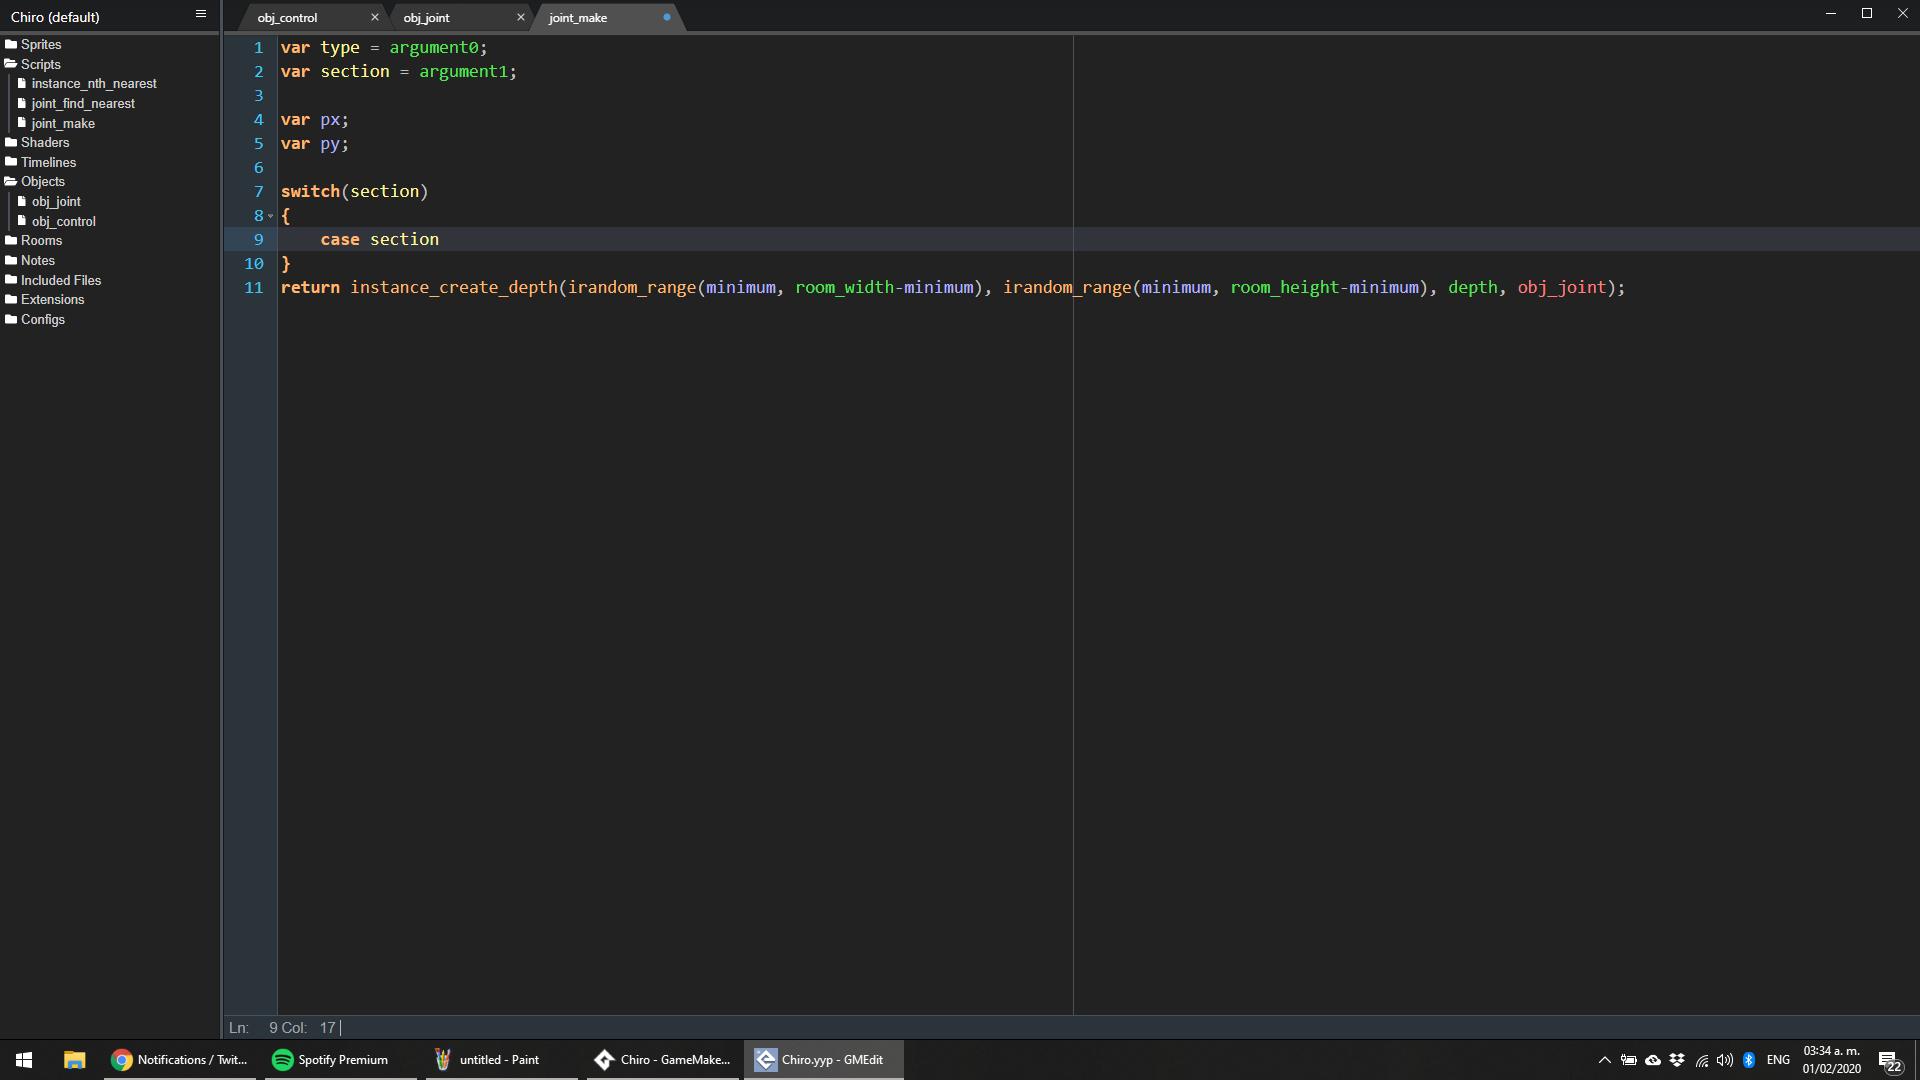 Chiro (default)
obj_control
obj_joint
joint_make
Sprites
Scripts
instance_nth_nearest
joint_find_nearest
joint_make
Shaders
Timelines
Objects
obj_joint
obj_control
Rooms
Notes
Included Files
Extensions
Configs
1 var type = argument0;
2 var section = argument1;
3
4 var px;
5 var py;
6
7 switch(section)
8 {
9 case section
10 }
11 return instance_create_depth(irandom_range(minimum, room_width-minimum), irandom_range(minimum, room_height-minimum), depth, obj_joint);
Ln: 9 Col: 17
Notifications / Twit...
Spotify Premium
untitled - Paint
Chiro - GameMake...
Chiro.yyp - GMEdit
ENG
03:34 a. m.
01/02/2020
22